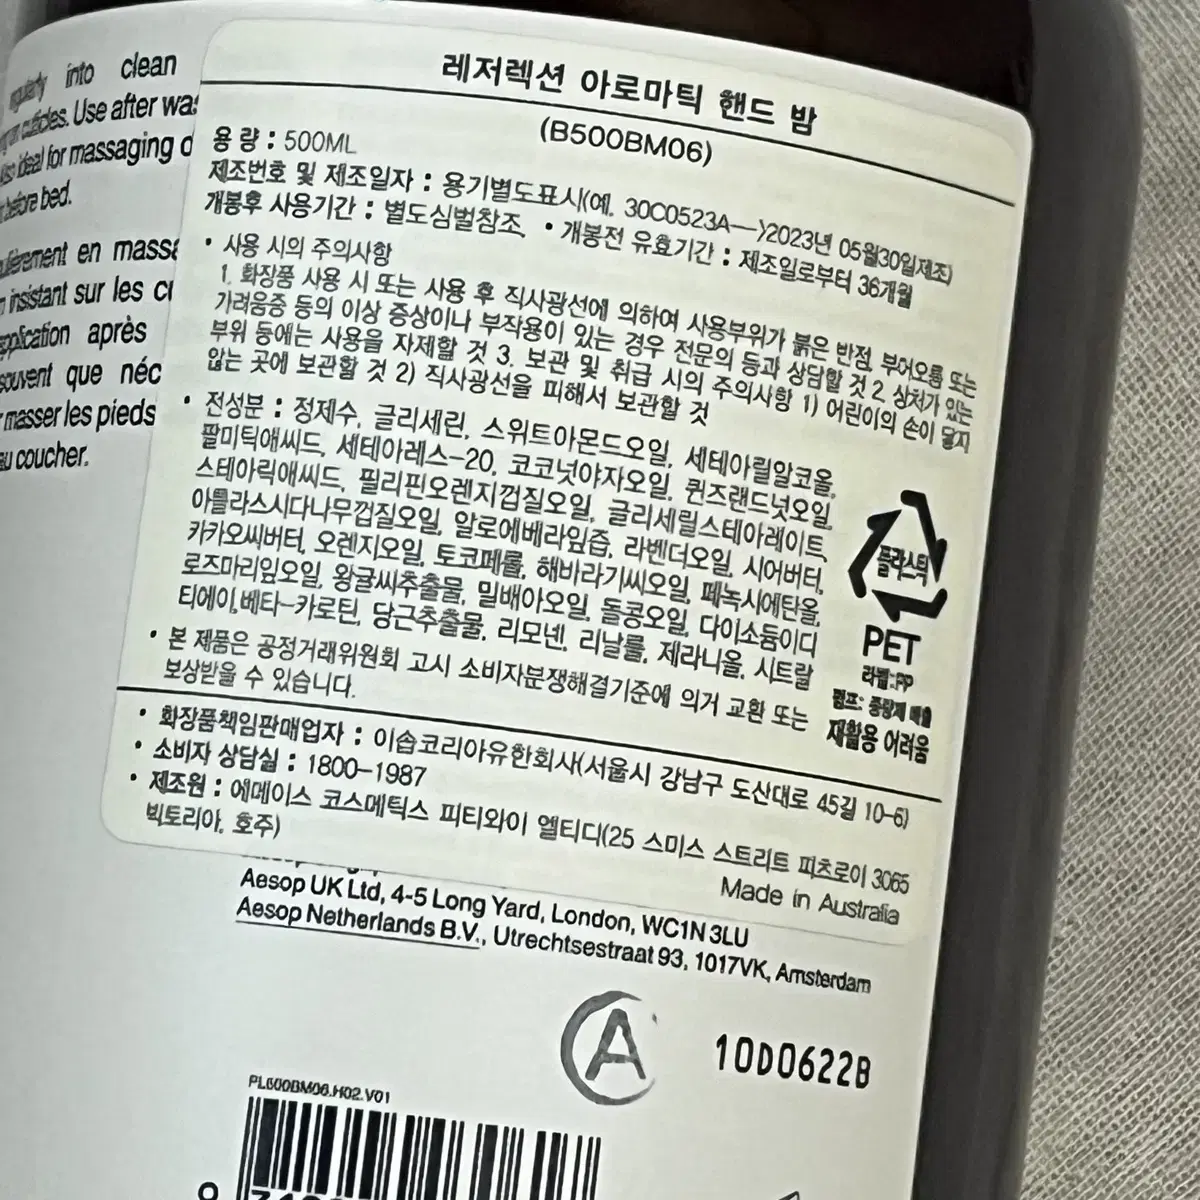 into clean
Use after
ideal for massaging
before bed.
en
insistant sur les
application après
souvent que
masser les pieds
au coucher.
레저렉션 아로마틱 핸드 밤
(B500BM06)
용 량 : 500ML
제조번호 및 제조일자 : 용기별도표시(예. 30C0523A—>2023년 05월30일제조)
개봉후 사용기간 : 별도심벌참조, • 개봉전 유효기간 : 제조일로부터 36개월
• 사용 시의 주의사항
1. 화장품 사용 시 또는 사용 후 직사광선에 의하여 사용부위가 붉은 반점, 부어오름 또는
가려움증 등의 이상 증상이나 부작용이 있는 경우 전문의 등과 상담할 것 2. 상처가 있는
부위 등에는 사용을 자제할 것 3. 보관 및 취급 시의 주의사항 1) 어린이의 손이 닿지
않는 곳에 보관할 것 2) 직사광선을 피해서 보관할 것
• 전성분 : 정제수, 글리세린, 스위트아몬드오일, 세테아릴알코올,
팔미틱애씨드, 세테아레스-20, 코코넛야자오일, 퀸즈랜드넛오일,
스테아릭애씨드, 필리핀오렌지껍질오일, 글리세릴스테아레이트,
아틀라스시다나무껍질오일, 알로에베라잎즙, 라벤더오일, 시어버터,
카카오씨버터, 오렌지오일, 토코페롤, 해바라기씨오일, 페녹시에탄올,
로즈마리잎오일, 왕귤씨추출물, 밀배아오일, 돌콩오일, 다이소듐이디
티에이,베타-카로틴, 당근추출물, 리모넨, 리날룰, 제라니올, 시트랄
• 본 제품은 공정거래위원회 고시 소비자분쟁해결기준에 의거 교환 또는
보상받을 수 있습니다.
플라스틱
PET
라벨:PP
펌프: 종량제 배출
재활용 어려움
• 화장품책임판매업자 : 이솝코리아유한회사(서울시 강남구 도산대로 45길 10-6)
• 소비자 상담실 : 1800-1987
• 제조원 : 에메이스 코스메틱스 피티와이 엘티디(25 스미스 스트리트 피츠로이 3065
빅토리아, 호주)
Made in Australia
Aesop UK Ltd, 4-5 Long Yard, London, WC1N 3LU
Aesop Netherlands B.V., Utrechtsestraat 93, 1017VK, Amsterdam
A
10D0622B
PL500BM06.H02.V01